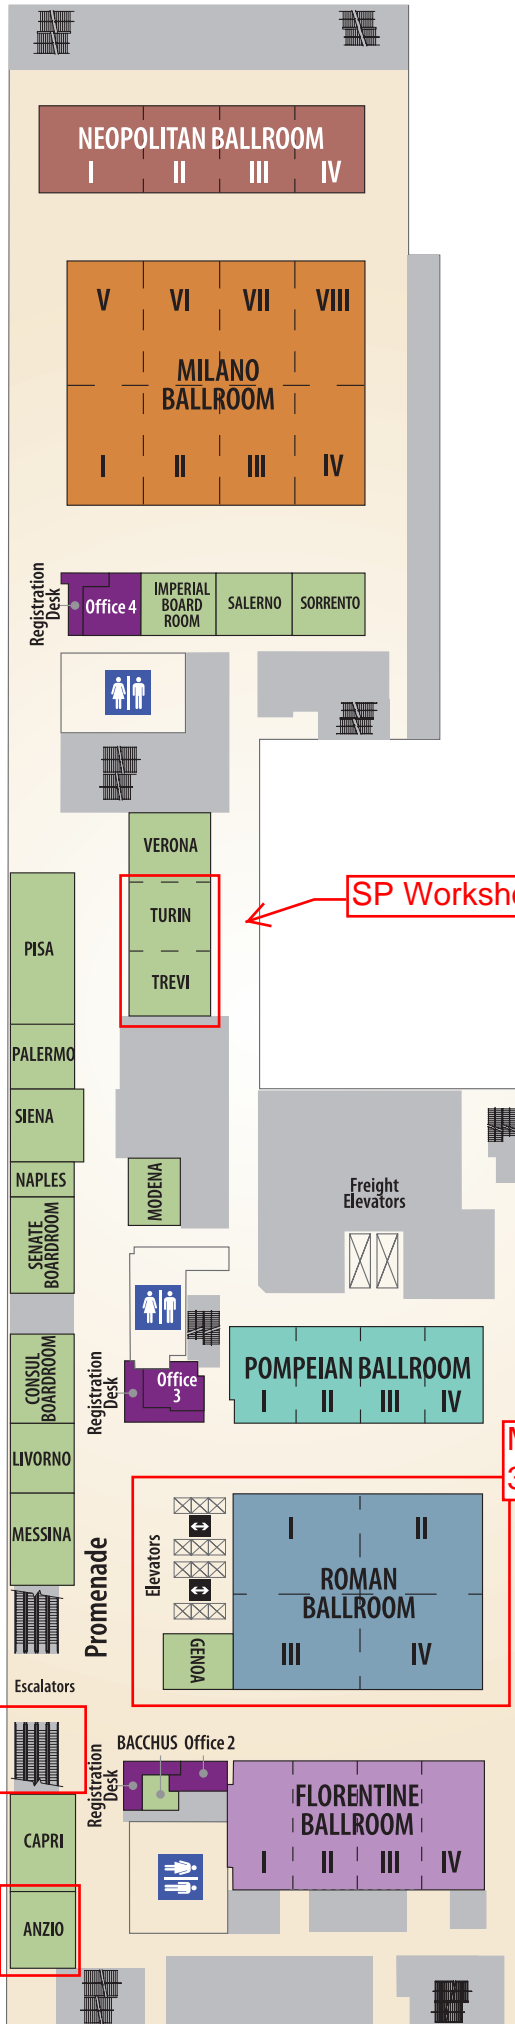 NEOPOLITAN BALLROOM
I II III IV
V VI VII VIII
MILANO
BALLROOM
I II III IV
Registration
Desk
Office 4
IMPERIAL
BOARD
ROOM
SALERNO
SORRENTO
VERONA
TURIN
TREVI
SP
PISA
PALERMO
SIENA
NAPLES
SENATE
BOARDROOM
MODENA
Freight
Elevators
CONSUL
BOARDROOM
Registration
Desk
Office
3
POMPEIAN BALLROOM
I II III IV
LIVORNO
MESSINA
Promenade
Elevators
I II
ROMAN
BALLROOM
III IV
GENOA
Escalators
BACCHUS Office 2
Registration
Desk
CAPRI
FLORENTINE
BALLROOM
I II III IV
ANZIO